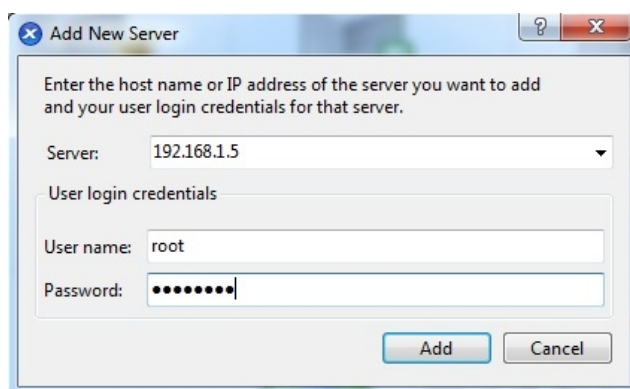 Add New Server
?
X
Enter the host name or IP address of the server you want to add
and your user login credentials for that server.
Server: 192.168.1.5
User login credentials
User name: root
Password: ●●●●●●●●
Add Cancel